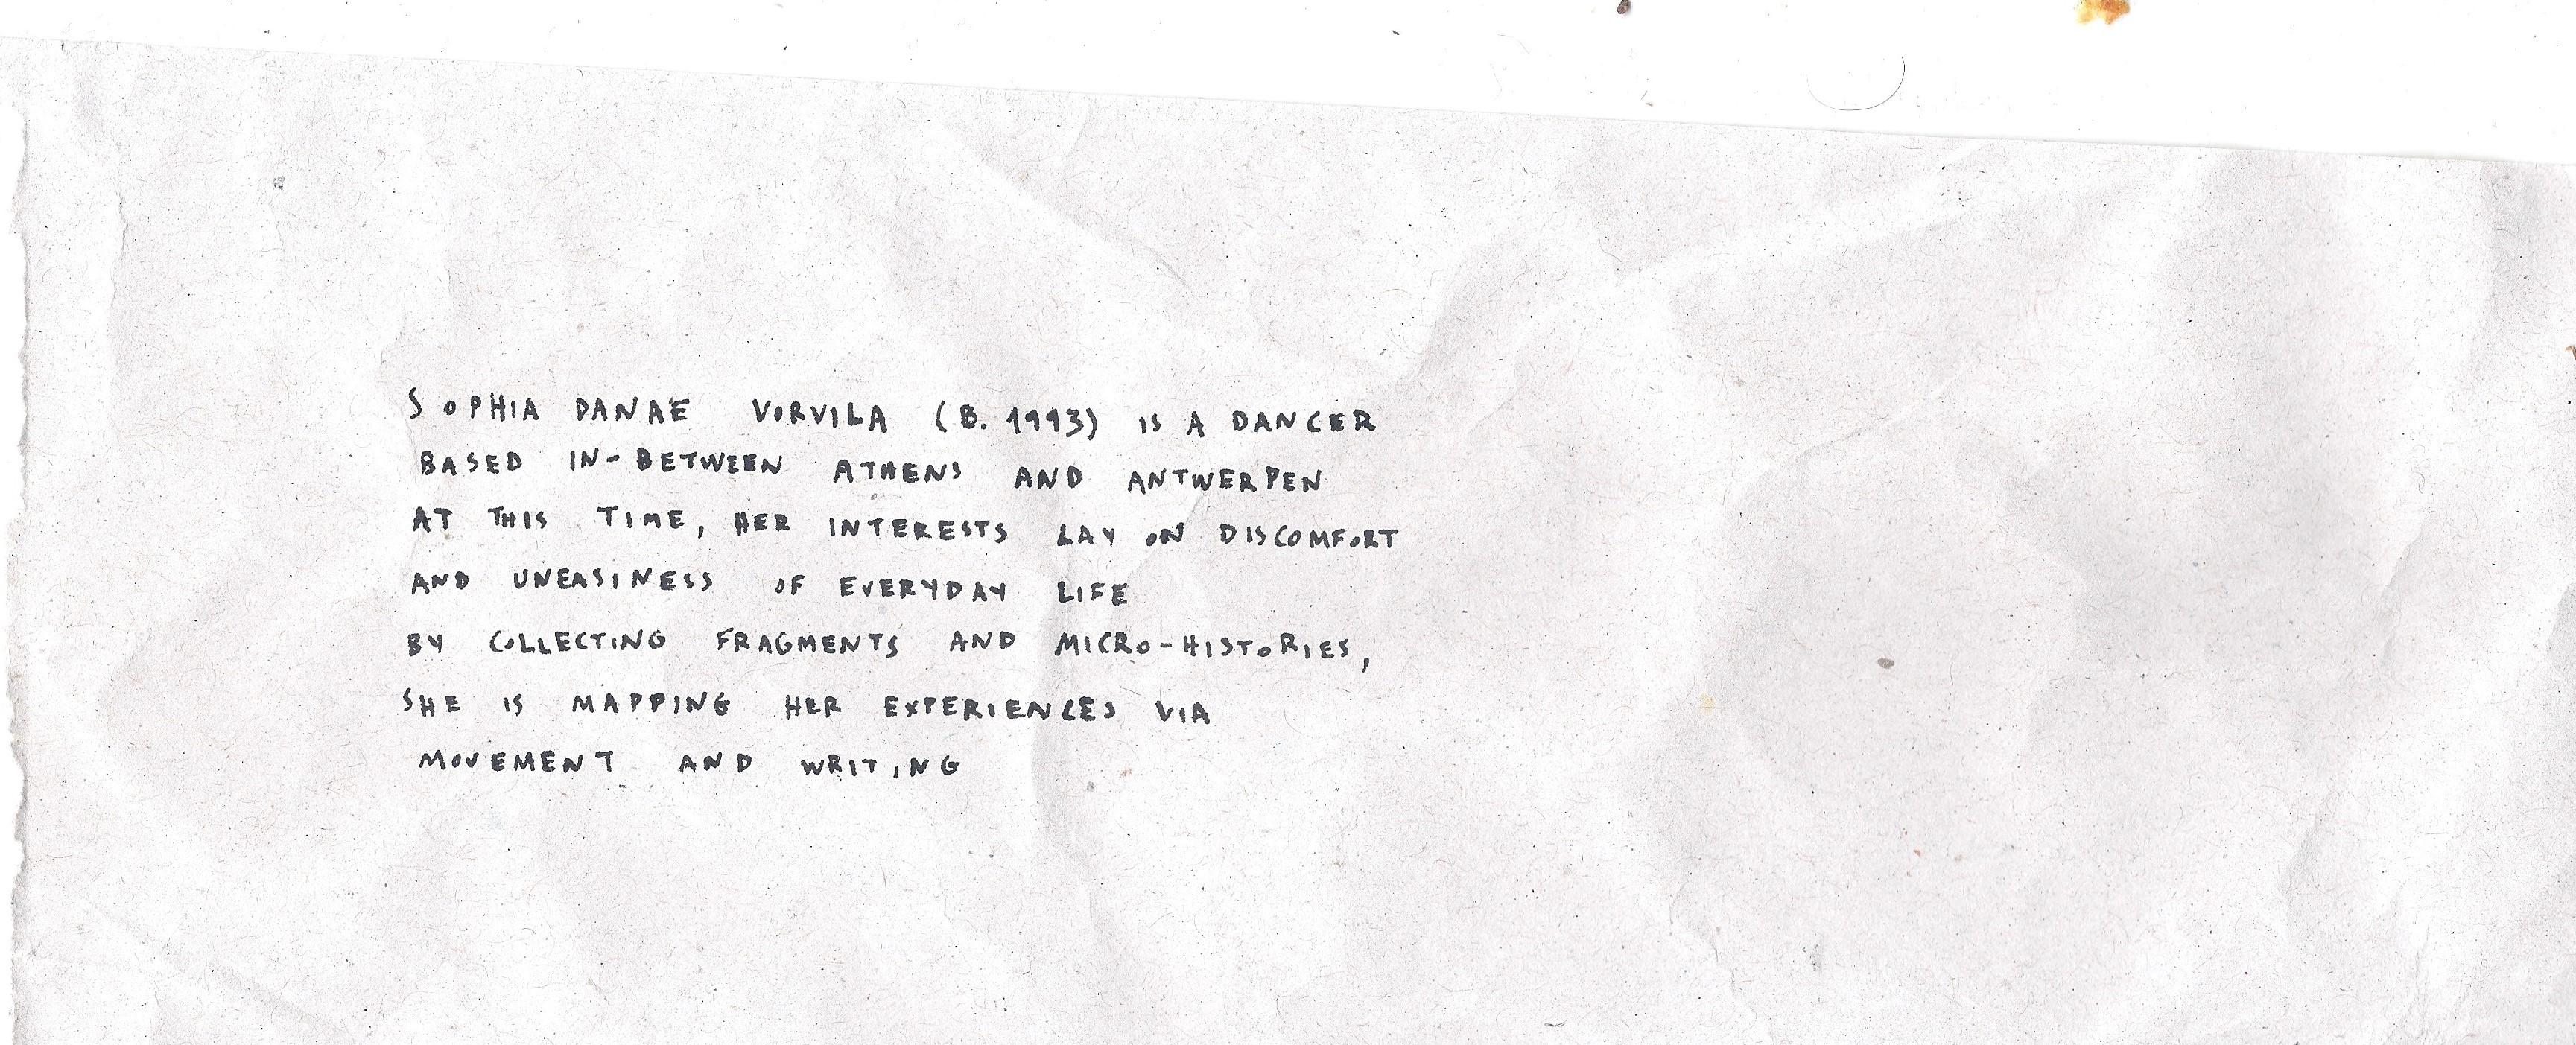 SOPHIA DANAE VORVILA (B. 1993) IS A DANCER
BASED IN-BETWEEN ATHENS AND ANTWERPEN
AT THIS TIME, HER INTERESTS LAY ON DISCOMFORT
AND UNEASINESS OF EVERYDAY LIFE
BY COLLECTING FRAGMENTS AND MICRO-HISTORIES,
SHE IS MAPPING HER EXPERIENCES VIA
MOVEMENT AND WRITING